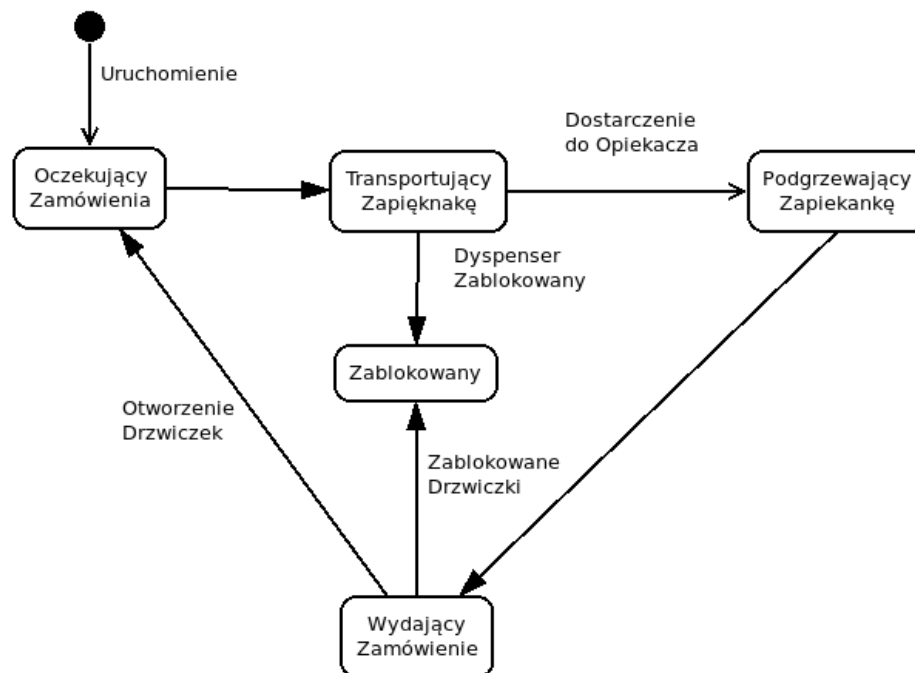 Uruchomienie
Dostarczenie
do Opiekacza
Oczekujący
Zamówienia
Transportujący
Zapięknakę
Podgrzewający
Zapiekankę
Dyspenser
Zablokowany
Zablokowany
Otworzenie
Drzwiczek
Zablokowane
Drzwiczki
Wydający
Zamówienie